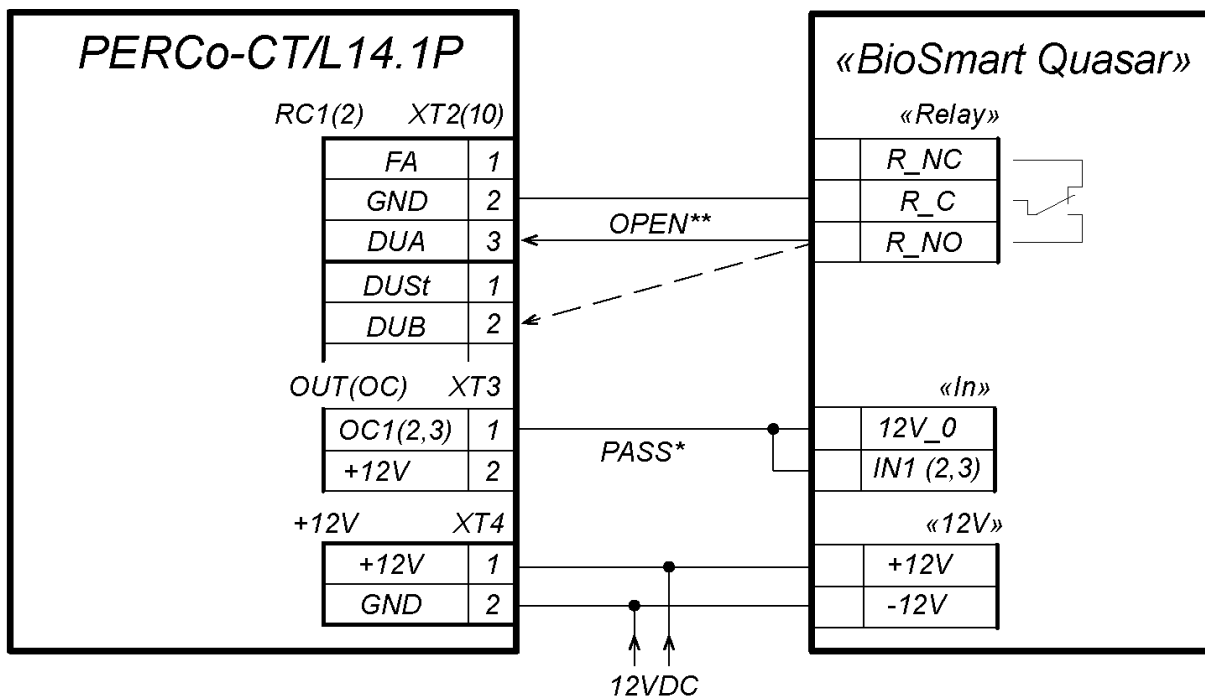 PERCo-CT/L14.1P
RC1(2) XT2(10)
FA 1
GND 2
DUA 3
DUSt 1
DUB 2
OUT(OC) XT3
OC1(2,3) 1
+12V 2
+12V XT4
+12V 1
GND 2
OPEN**
PASS*
12VDC
«BioSmart Quasar»
«Relay»
R_NC
R_C
R_NO
«In»
12V_0
IN1 (2,3)
«12V»
+12V
-12V